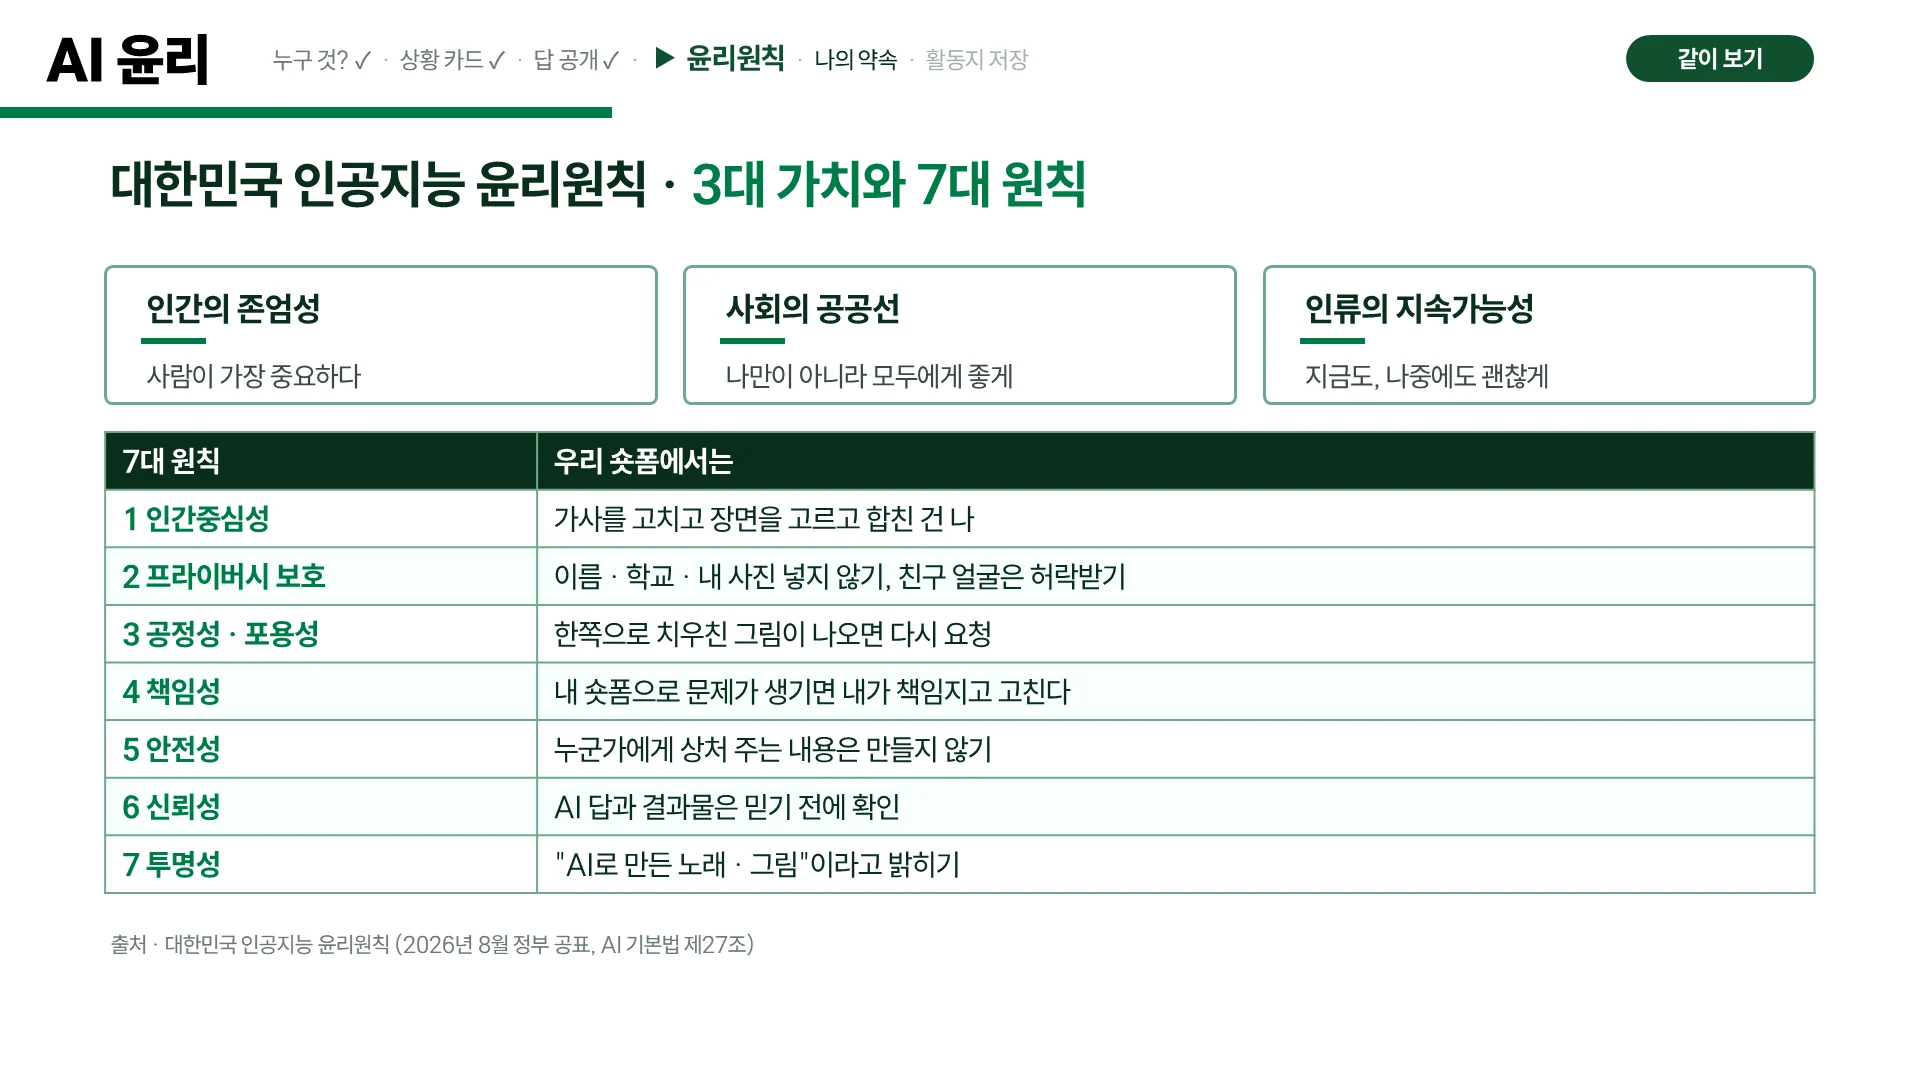 AI 윤리
누구 것? ✓ · 상황 카드 ✓ · 답 공개 ✓ · ▶ 윤리원칙 · 나의 약속 · 활동지 저장
같이 보기
대한민국 인공지능 윤리원칙 · 3대 가치와 7대 원칙
인간의 존엄성
사람이 가장 중요하다
사회의 공공선
나만이 아니라 모두에게 좋게
인류의 지속가능성
지금도, 나중에도 괜찮게
7대 원칙 우리 숏폼에서는
1 인간중심성 가사를 고치고 장면을 고르고 합친 건 나
2 프라이버시 보호 이름 · 학교 · 내 사진 넣지 않기, 친구 얼굴은 허락받기
3 공정성 · 포용성 한쪽으로 치우친 그림이 나오면 다시 요청
4 책임성 내 숏폼으로 문제가 생기면 내가 책임지고 고친다
5 안전성 누군가에게 상처 주는 내용은 만들지 않기
6 신뢰성 AI 답과 결과물은 믿기 전에 확인
7 투명성 "AI로 만든 노래 · 그림"이라고 밝히기
출처 · 대한민국 인공지능 윤리원칙 (2026년 8월 정부 공표, AI 기본법 제27조)